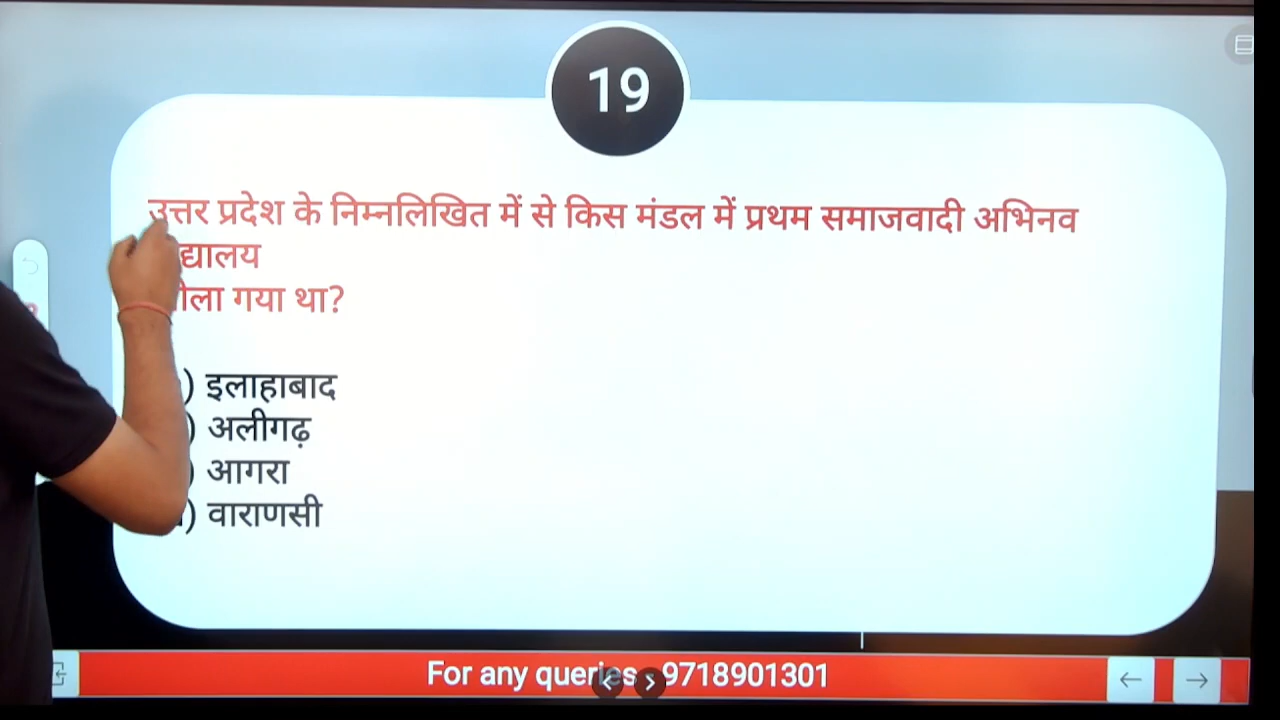 19
उत्तर प्रदेश के निम्नलिखित में से किस मंडल में प्रथम समाजवादी अभिनव
गया था?
) इलाहाबाद
) अलीगढ़
) आगरा
) वाराणसी
For any queries - 9718901301